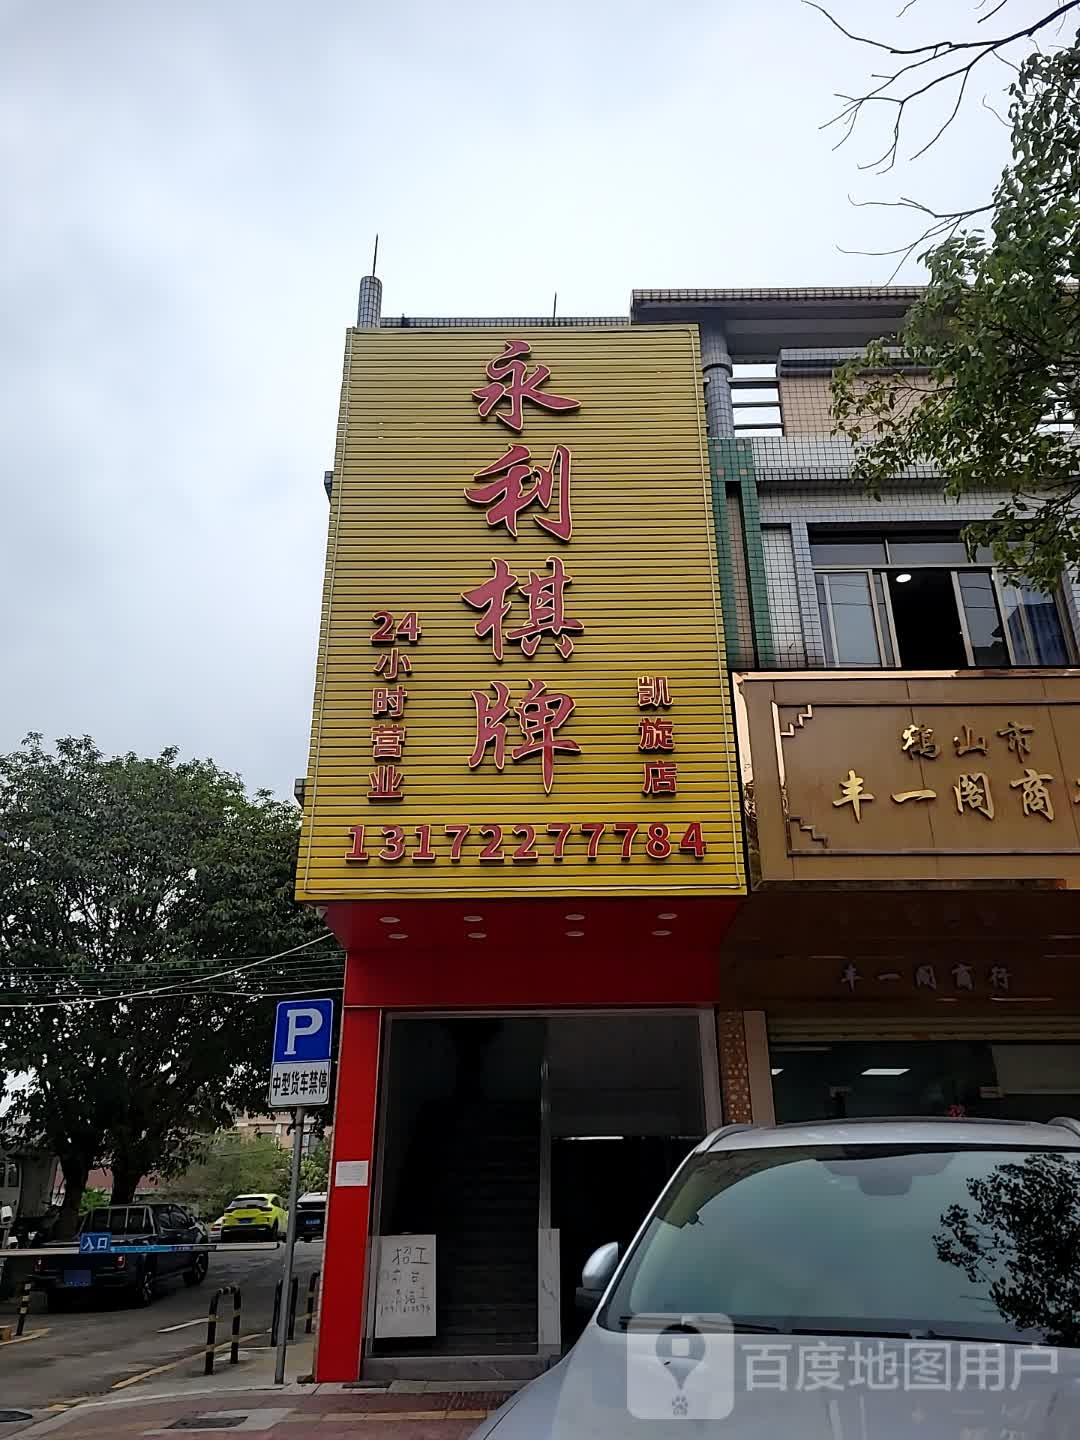 永利棋牌
24小时营业
凯旋店
13172277784
鹤山市
丰一阁商
丰一阁商行
P
中型货车禁停
入口
招工
百度地图用户